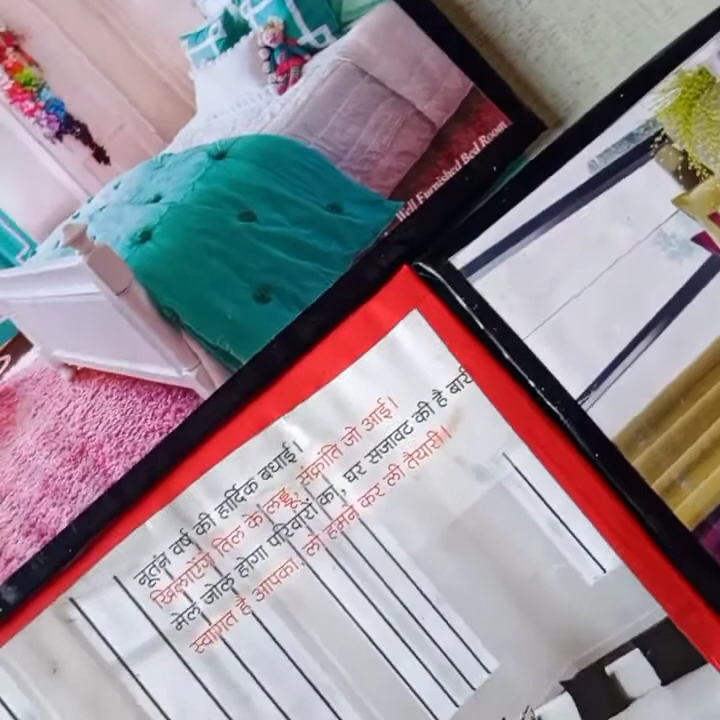 Well Furnished Bed Room
नूतन वर्ष की हार्दिक बधाई।
खिलाएंगे तिल के लड्डू, संक्रांति जो आई।
मेल जोल होगा परिवारों का, घर सजावट की है बारी
स्वागत है आपका, लो हमने कर ली तैयारी।।